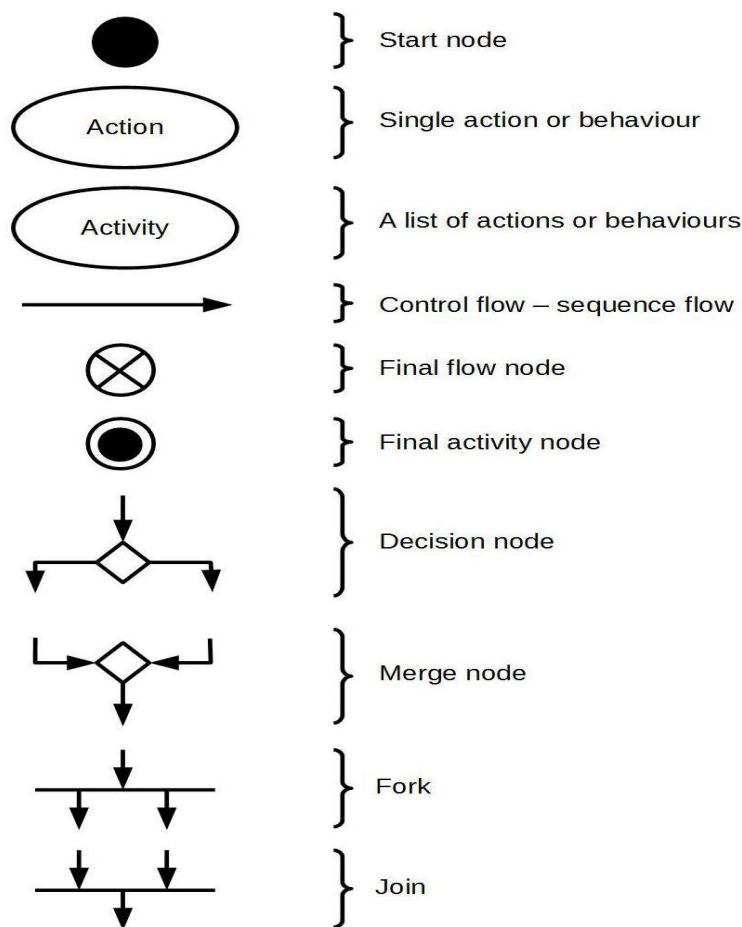 Start node
Action
Single action or behaviour
Activity
A list of actions or behaviours
Control flow – sequence flow
Final flow node
Final activity node
Decision node
Merge node
Fork
Join